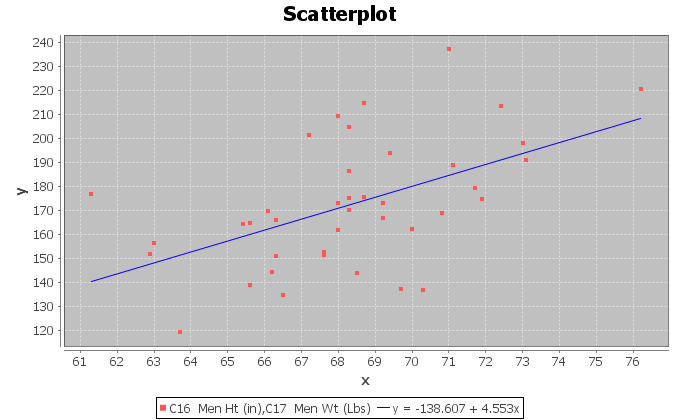 Scatterplot
240
230
220
210
200
190
180
170
160
150
140
130
120
y
61 62 63 64 65 66 67 68 69 70 71 72 73 74 75 76
x
C16 Men Ht (in),C17 Men Wt (Lbs) y = -138.607 + 4.553x